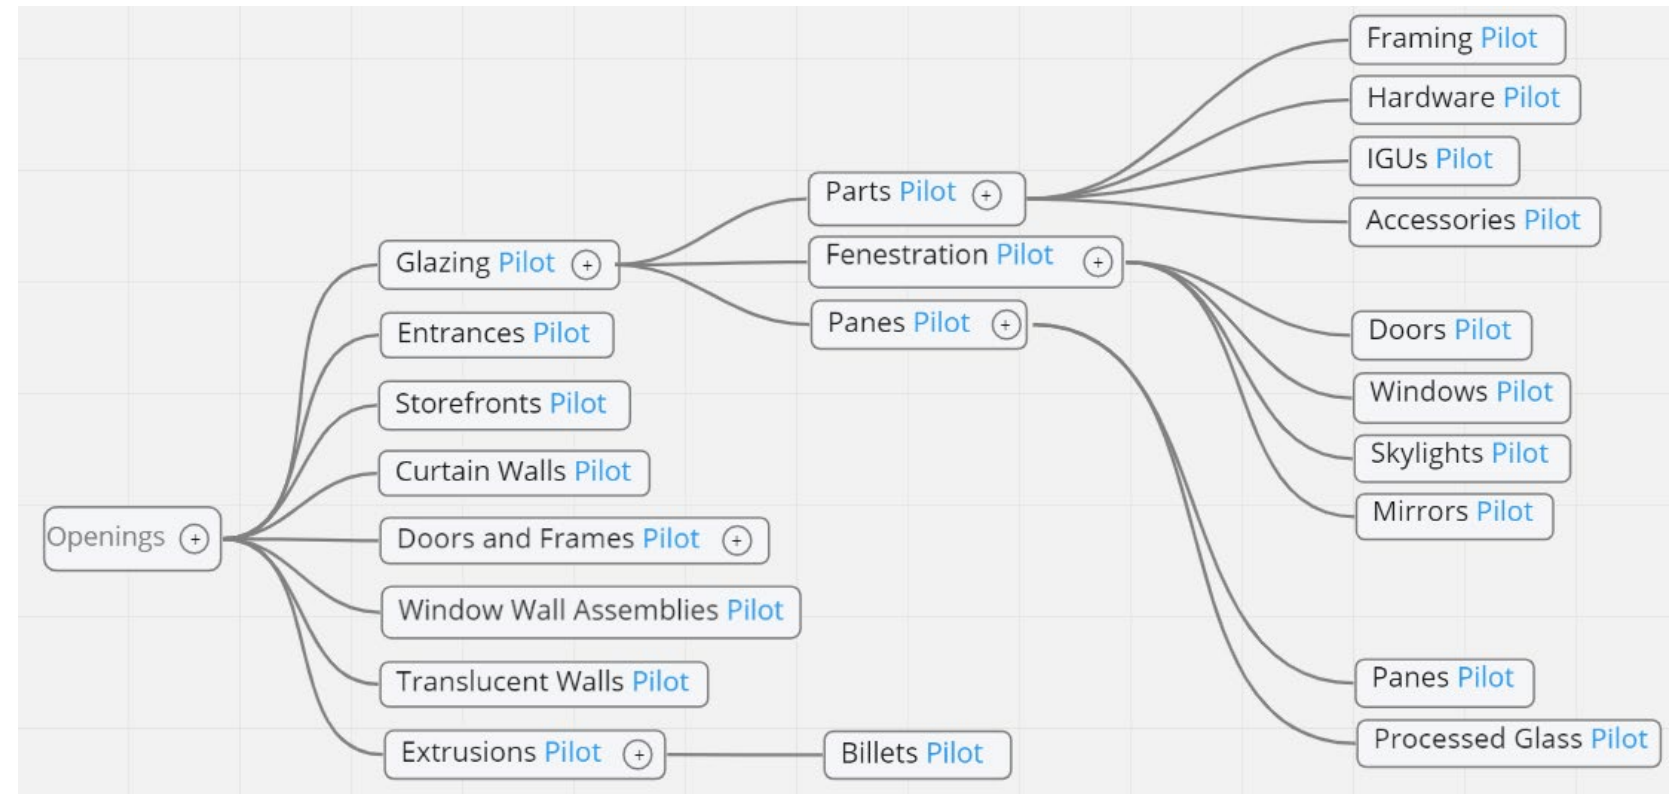 Openings +
Glazing Pilot +
Entrances Pilot
Storefronts Pilot
Curtain Walls Pilot
Doors and Frames Pilot +
Window Wall Assemblies Pilot
Translucent Walls Pilot
Extrusions Pilot +
Parts Pilot +
Fenestration Pilot +
Panes Pilot +
Billets Pilot
Framing Pilot
Hardware Pilot
IGUs Pilot
Accessories Pilot
Doors Pilot
Windows Pilot
Skylights Pilot
Mirrors Pilot
Panes Pilot
Processed Glass Pilot